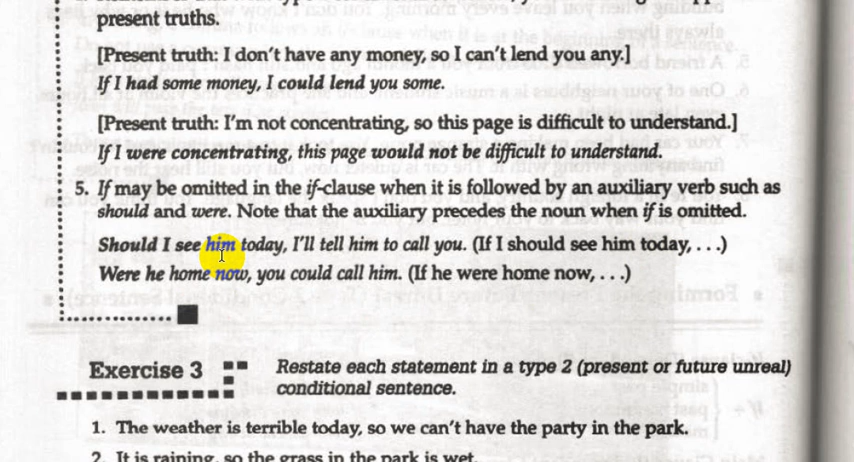 present truths.
[Present truth: I don't have any money, so I can't lend you any.]
If I had some money, I could lend you some.
[Present truth: I'm not concentrating, so this page is difficult to understand.]
If I were concentrating, this page would not be difficult to understand.
5. If may be omitted in the if-clause when it is followed by an auxiliary verb such as
should and were. Note that the auxiliary precedes the noun when if is omitted.
Should I see him today, I'll tell him to call you. (If I should see him today, . . .)
Were he home now, you could call him. (If he were home now, . . .)
Exercise 3
Restate each statement in a type 2 (present or future unreal)
conditional sentence.
1. The weather is terrible today, so we can't have the party in the park.
2. It is raining, so the grass in the park is wet.